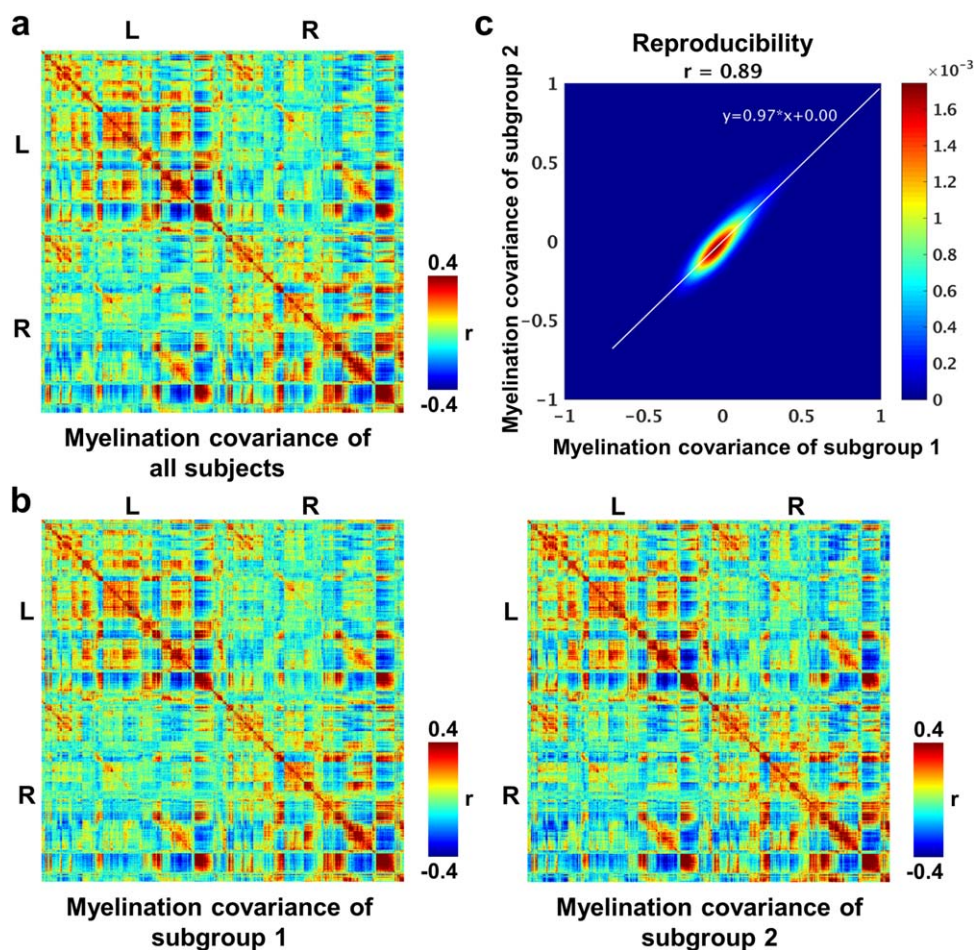 a
L R
L
R
0.4
r
-0.4
Myelination covariance of
all subjects
c
Reproducibility
r = 0.89
y=0.97*x+0.00
Myelination covariance of subgroup 2
1
0.5
0
-0.5
-1
-1 -0.5 0 0.5 1
Myelination covariance of subgroup 1
×10⁻³
1.6
1.4
1.2
1
0.8
0.6
0.4
0.2
0
b
L R
L
R
0.4
r
-0.4
Myelination covariance of
subgroup 1
L R
L
R
0.4
r
-0.4
Myelination covariance of
subgroup 2